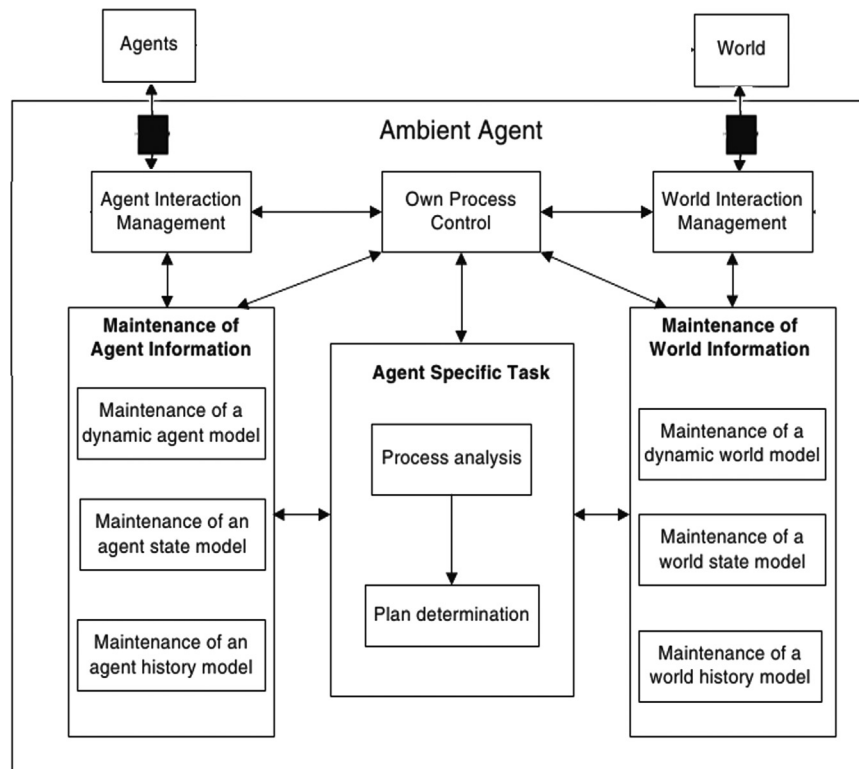 Agents
World
Ambient Agent
Agent Interaction
Management
Own Process
Control
World Interaction
Management
Maintenance of
Agent Information
Maintenance of a
dynamic agent model
Maintenance of an
agent state model
Maintenance of an
agent history model
Agent Specific Task
Process analysis
Plan determination
Maintenance of
World Information
Maintenance of a
dynamic world model
Maintenance of a
world state model
Maintenance of a
world history model